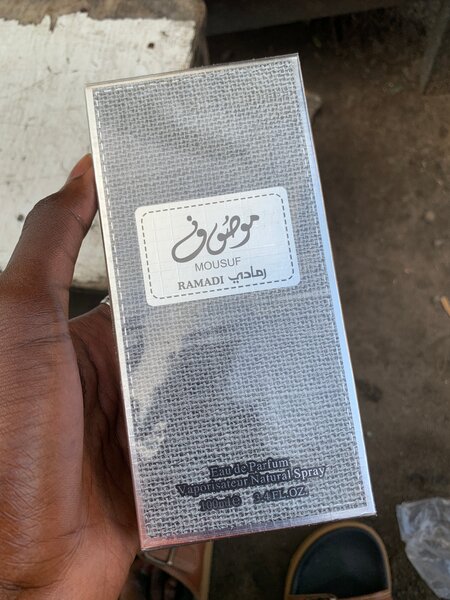 موصوف
MOUSUF
RAMADI رمادي
Eau de Parfum
Vaporisateur Natural Spray
100ml℮ 3.4 FL.OZ.